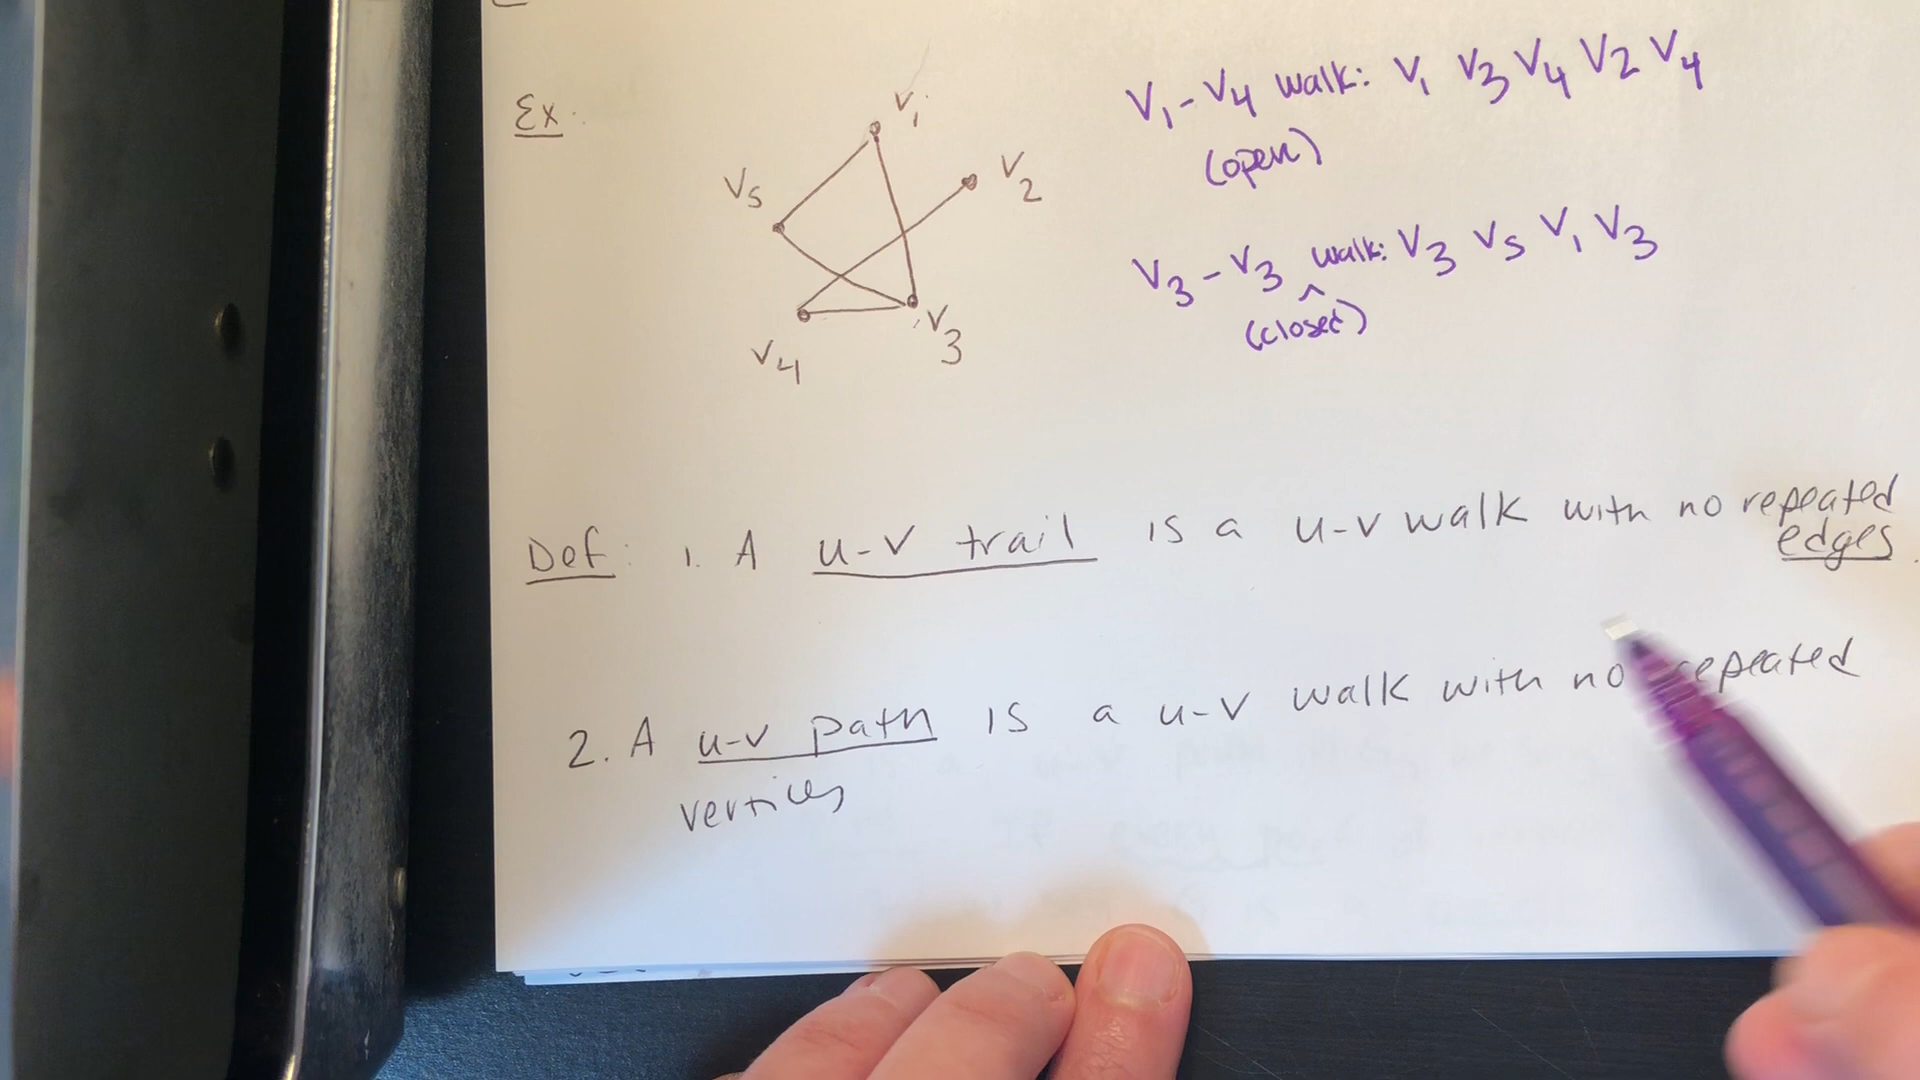 Ex:
V1
V2
V5
V4
V3
V1-V4 walk: V1 V3 V4 V2 V4
(open)
V3-V3 ^ walk: V3 V5 V1 V3
(closed)
Def: 1. A u-v trail is a u-v walk with no repeated
edges.
2. A u-v path is a u-v walk with no repeated
vertices